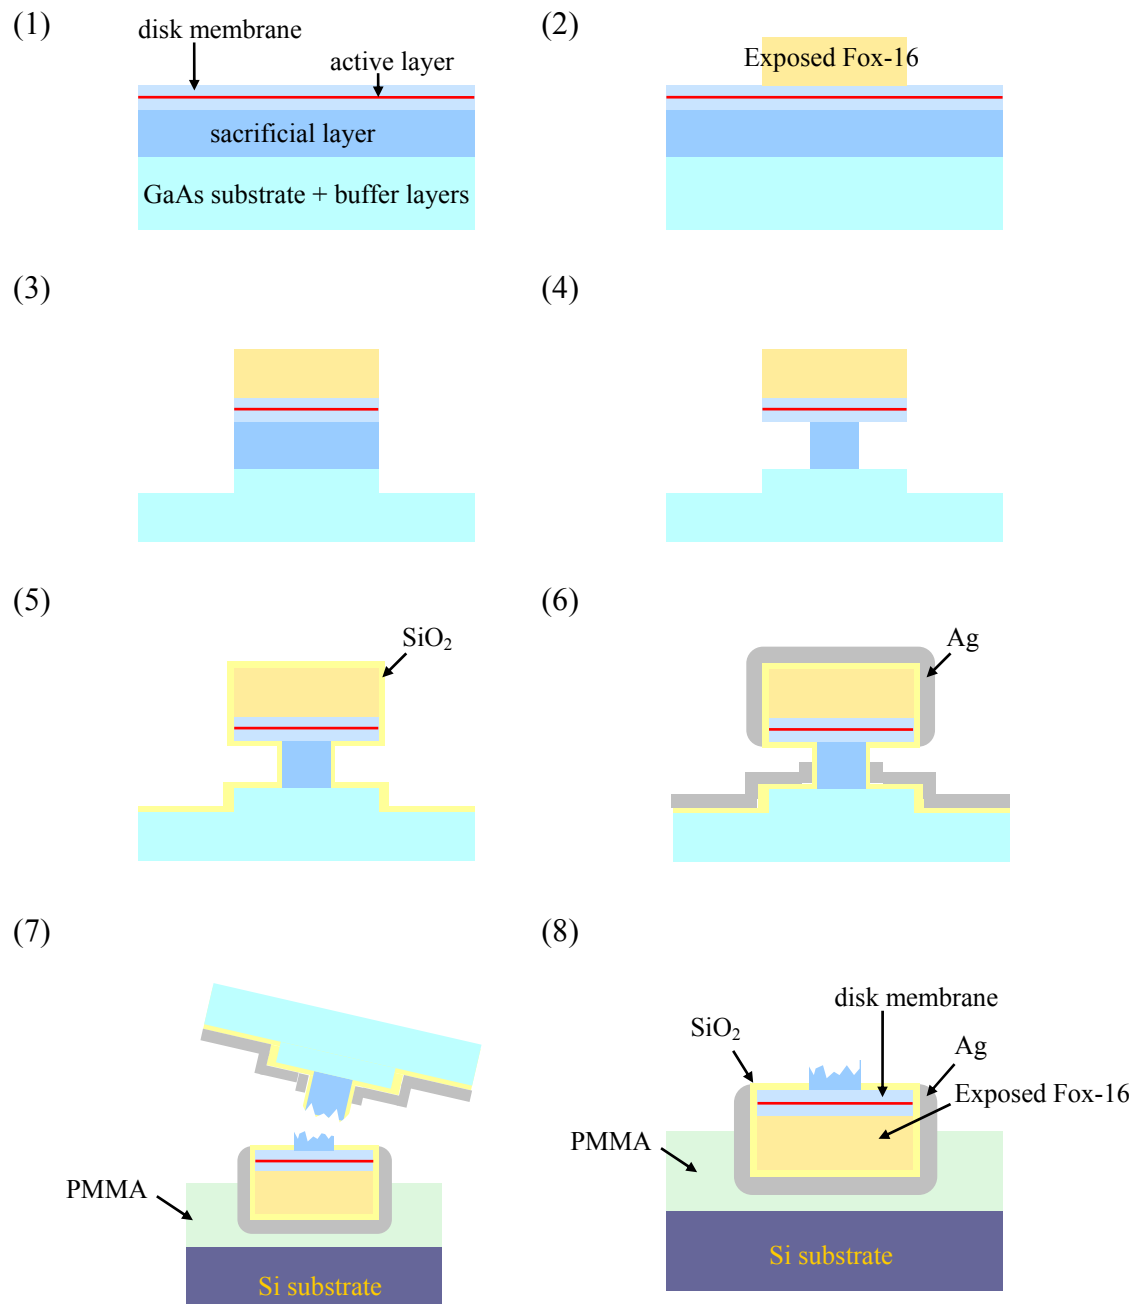 (1)
disk membrane
active layer
sacrificial layer
GaAs substrate + buffer layers
(2)
Exposed Fox-16
(3)
(4)
(5)
SiO₂
(6)
Ag
(7)
PMMA
Si substrate
(8)
disk membrane
SiO₂
Ag
Exposed Fox-16
PMMA
Si substrate